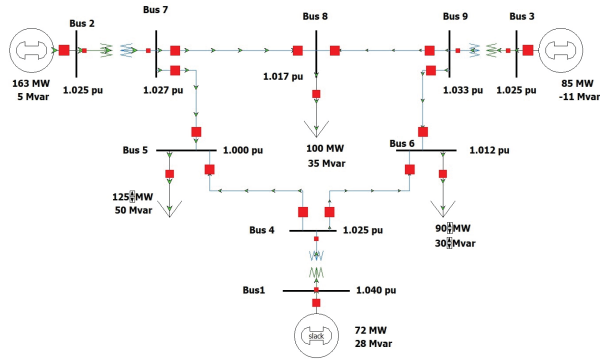 Bus 2
Bus 7
Bus 8
Bus 9
Bus 3
163 MW
5 Mvar
1.025 pu
1.027 pu
1.017 pu
1.033 pu
1.025 pu
85 MW
-11 Mvar
100 MW
35 Mvar
Bus 5
1.000 pu
Bus 6
1.012 pu
125 MW
50 Mvar
Bus 4
1.025 pu
90 MW
30 Mvar
Bus1
1.040 pu
slack
72 MW
28 Mvar